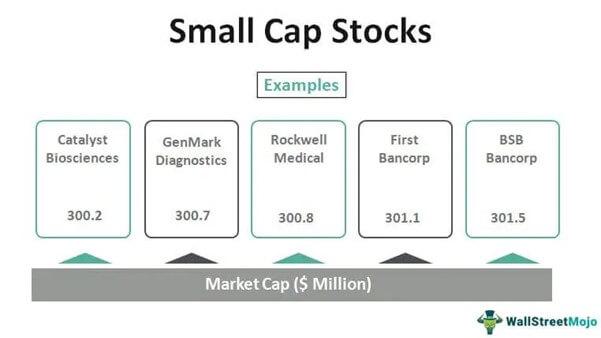 Small Cap Stocks
Examples
Catalyst
Biosciences
300.2
GenMark
Diagnostics
300.7
Rockwell
Medical
300.8
First
Bancorp
301.1
BSB
Bancorp
301.5
Market Cap ($ Million)
WallStreetMojo